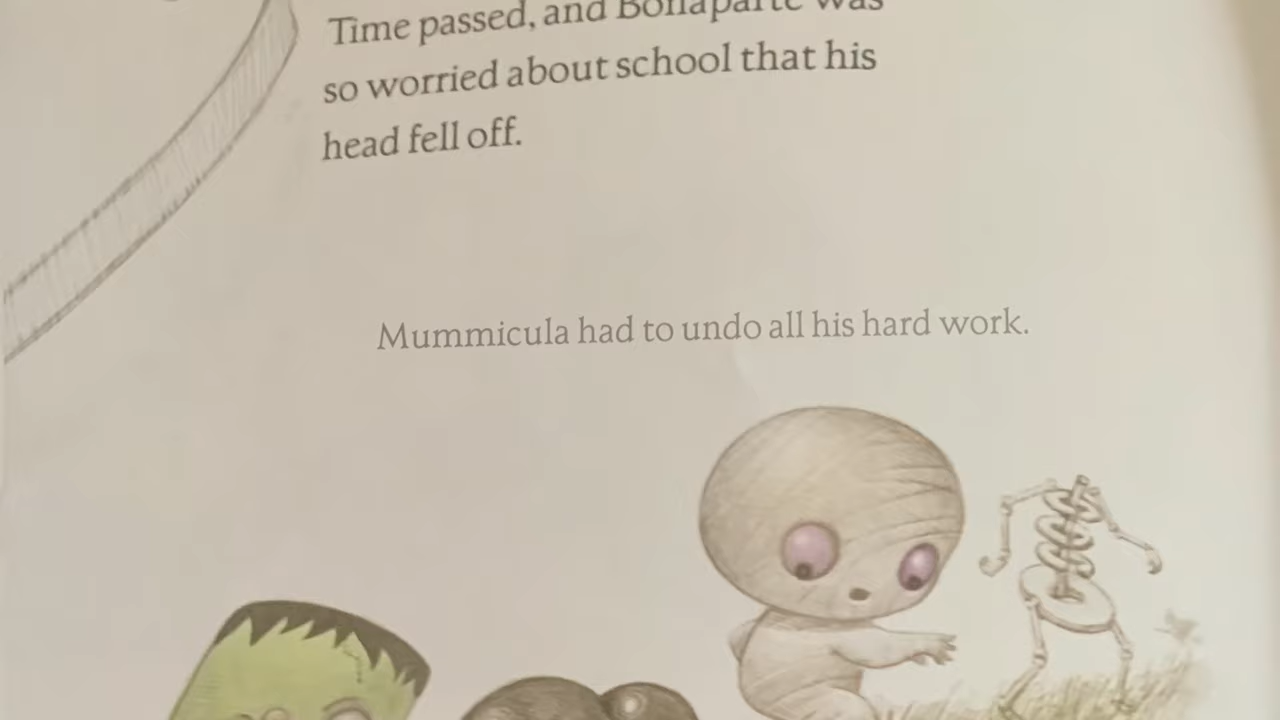 Time passed, and Bonaparte was
so worried about school that his
head fell off.
Mummicula had to undo all his hard work.